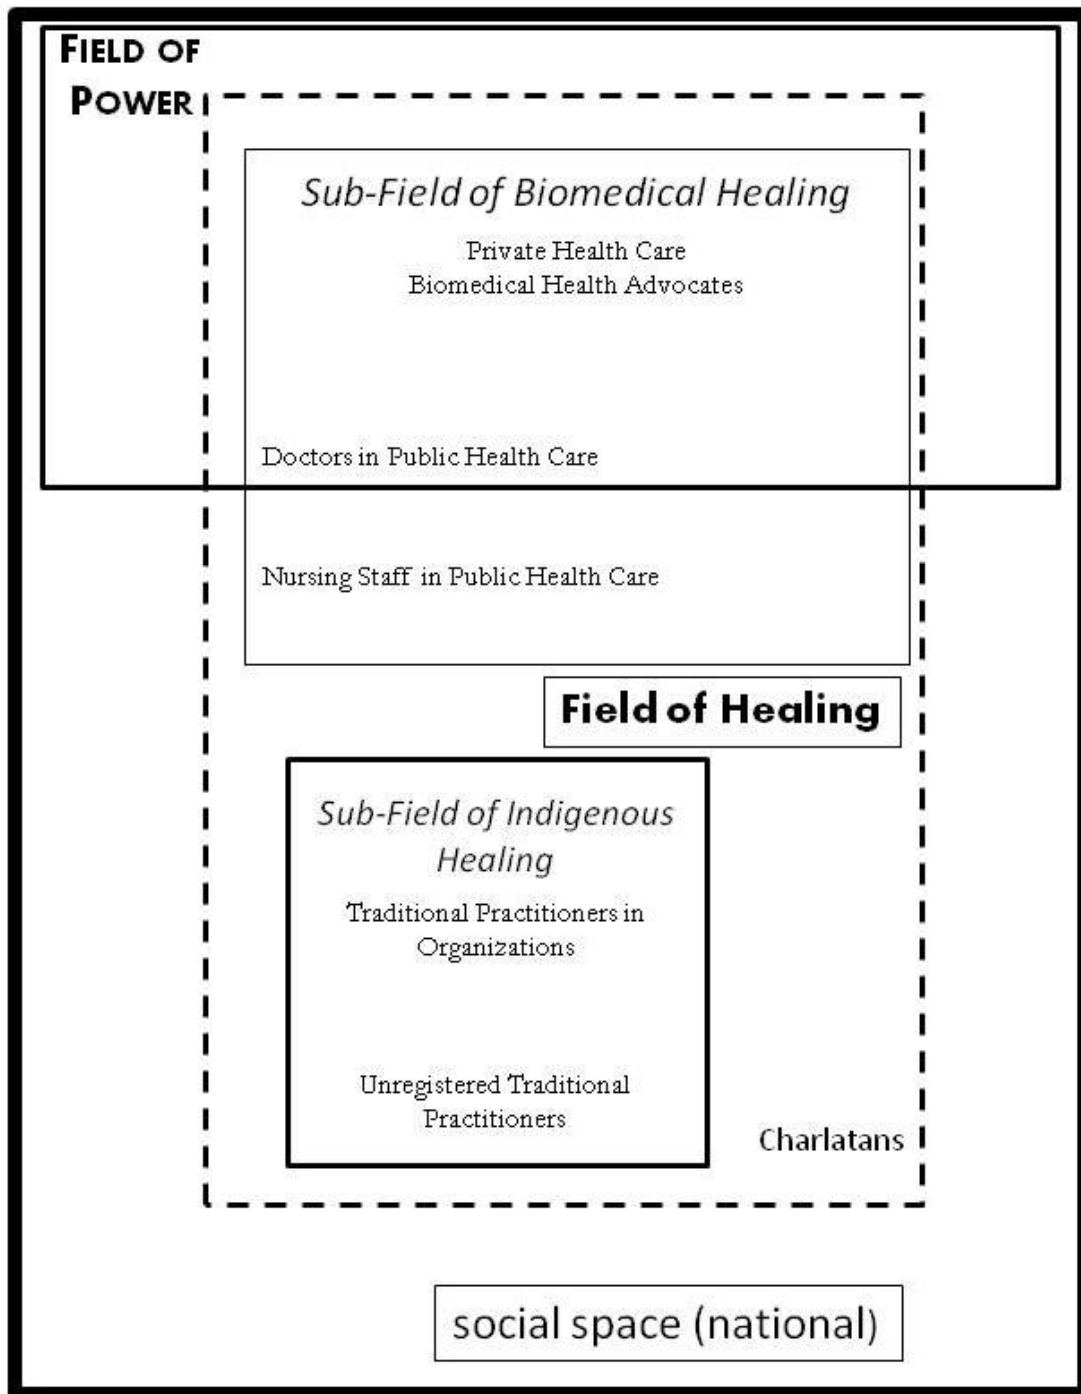 FIELD OF
POWER
Sub-Field of Biomedical Healing
Private Health Care
Biomedical Health Advocates
Doctors in Public Health Care
Nursing Staff in Public Health Care
Field of Healing
Sub-Field of Indigenous
Healing
Traditional Practitioners in
Organizations
Unregistered Traditional
Practitioners
Charlatans
social space (national)